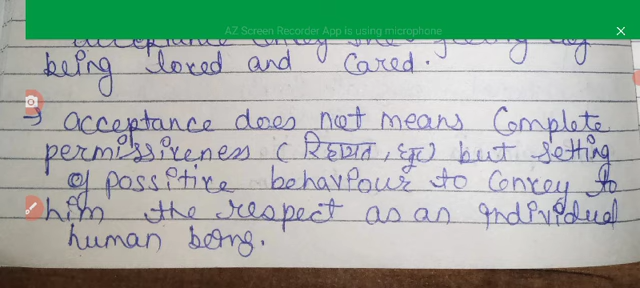 AZ Screen Recorder App is using microphone
being loved and Cared.
→ acceptance does not means Complete
permissiveness ( रिहायत, छूट) but Setting
of possitive behaviour to Convey to
him the respect as an individual
human being.